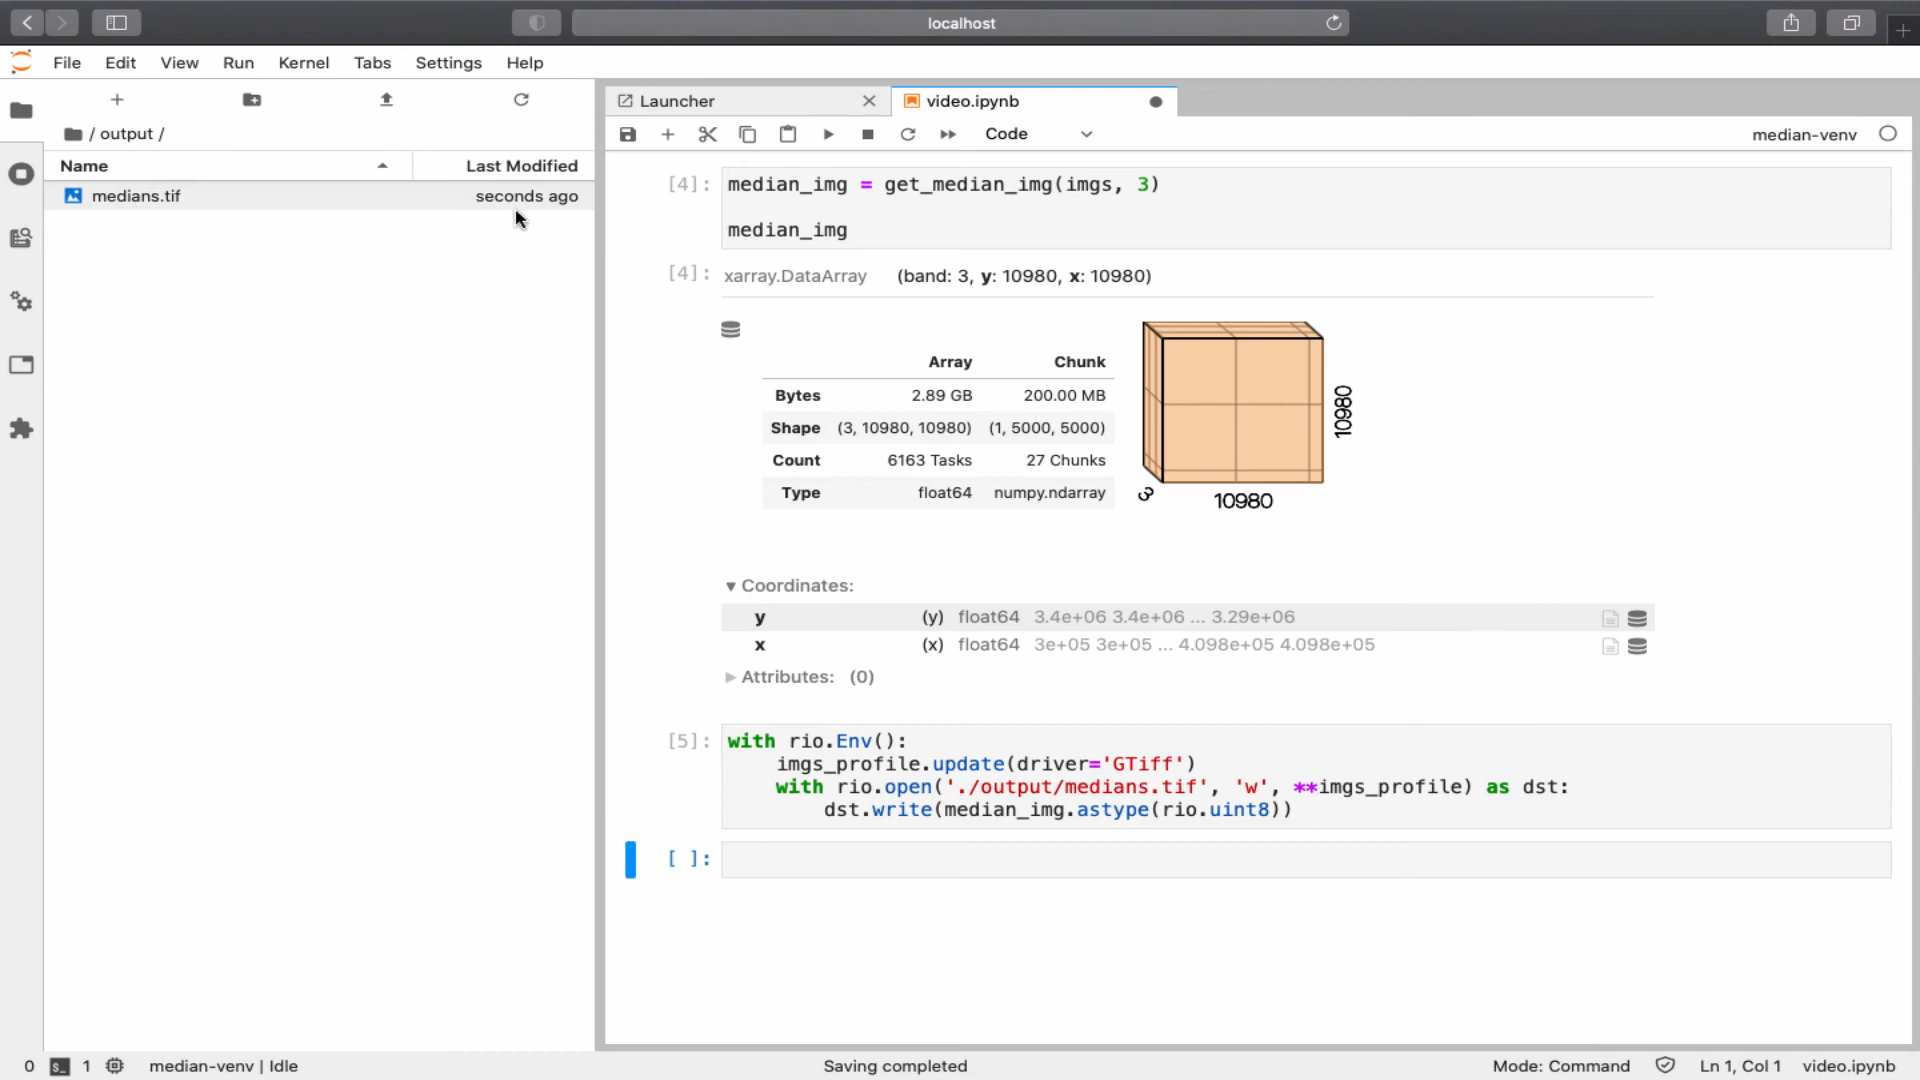 localhost
File Edit View Run Kernel Tabs Settings Help
/ output /
Name Last Modified
medians.tif seconds ago
Launcher video.ipynb
Code median-venv
[4]: median_img = get_median_img(imgs, 3)
median_img
[4]: xarray.DataArray (band: 3, y: 10980, x: 10980)
Array Chunk
Bytes 2.89 GB 200.00 MB
Shape (3, 10980, 10980) (1, 5000, 5000)
Count 6163 Tasks 27 Chunks
Type float64 numpy.ndarray
10980
3
10980
▼ Coordinates:
y (y) float64 3.4e+06 3.4e+06 ... 3.29e+06
x (x) float64 3e+05 3e+05 ... 4.098e+05 4.098e+05
► Attributes: (0)
[5]: with rio.Env():
imgs_profile.update(driver='GTiff')
with rio.open('./output/medians.tif', 'w', **imgs_profile) as dst:
dst.write(median_img.astype(rio.uint8))
[ ]:
0 s_ 1 median-venv | Idle Saving completed Mode: Command Ln 1, Col 1 video.ipynb